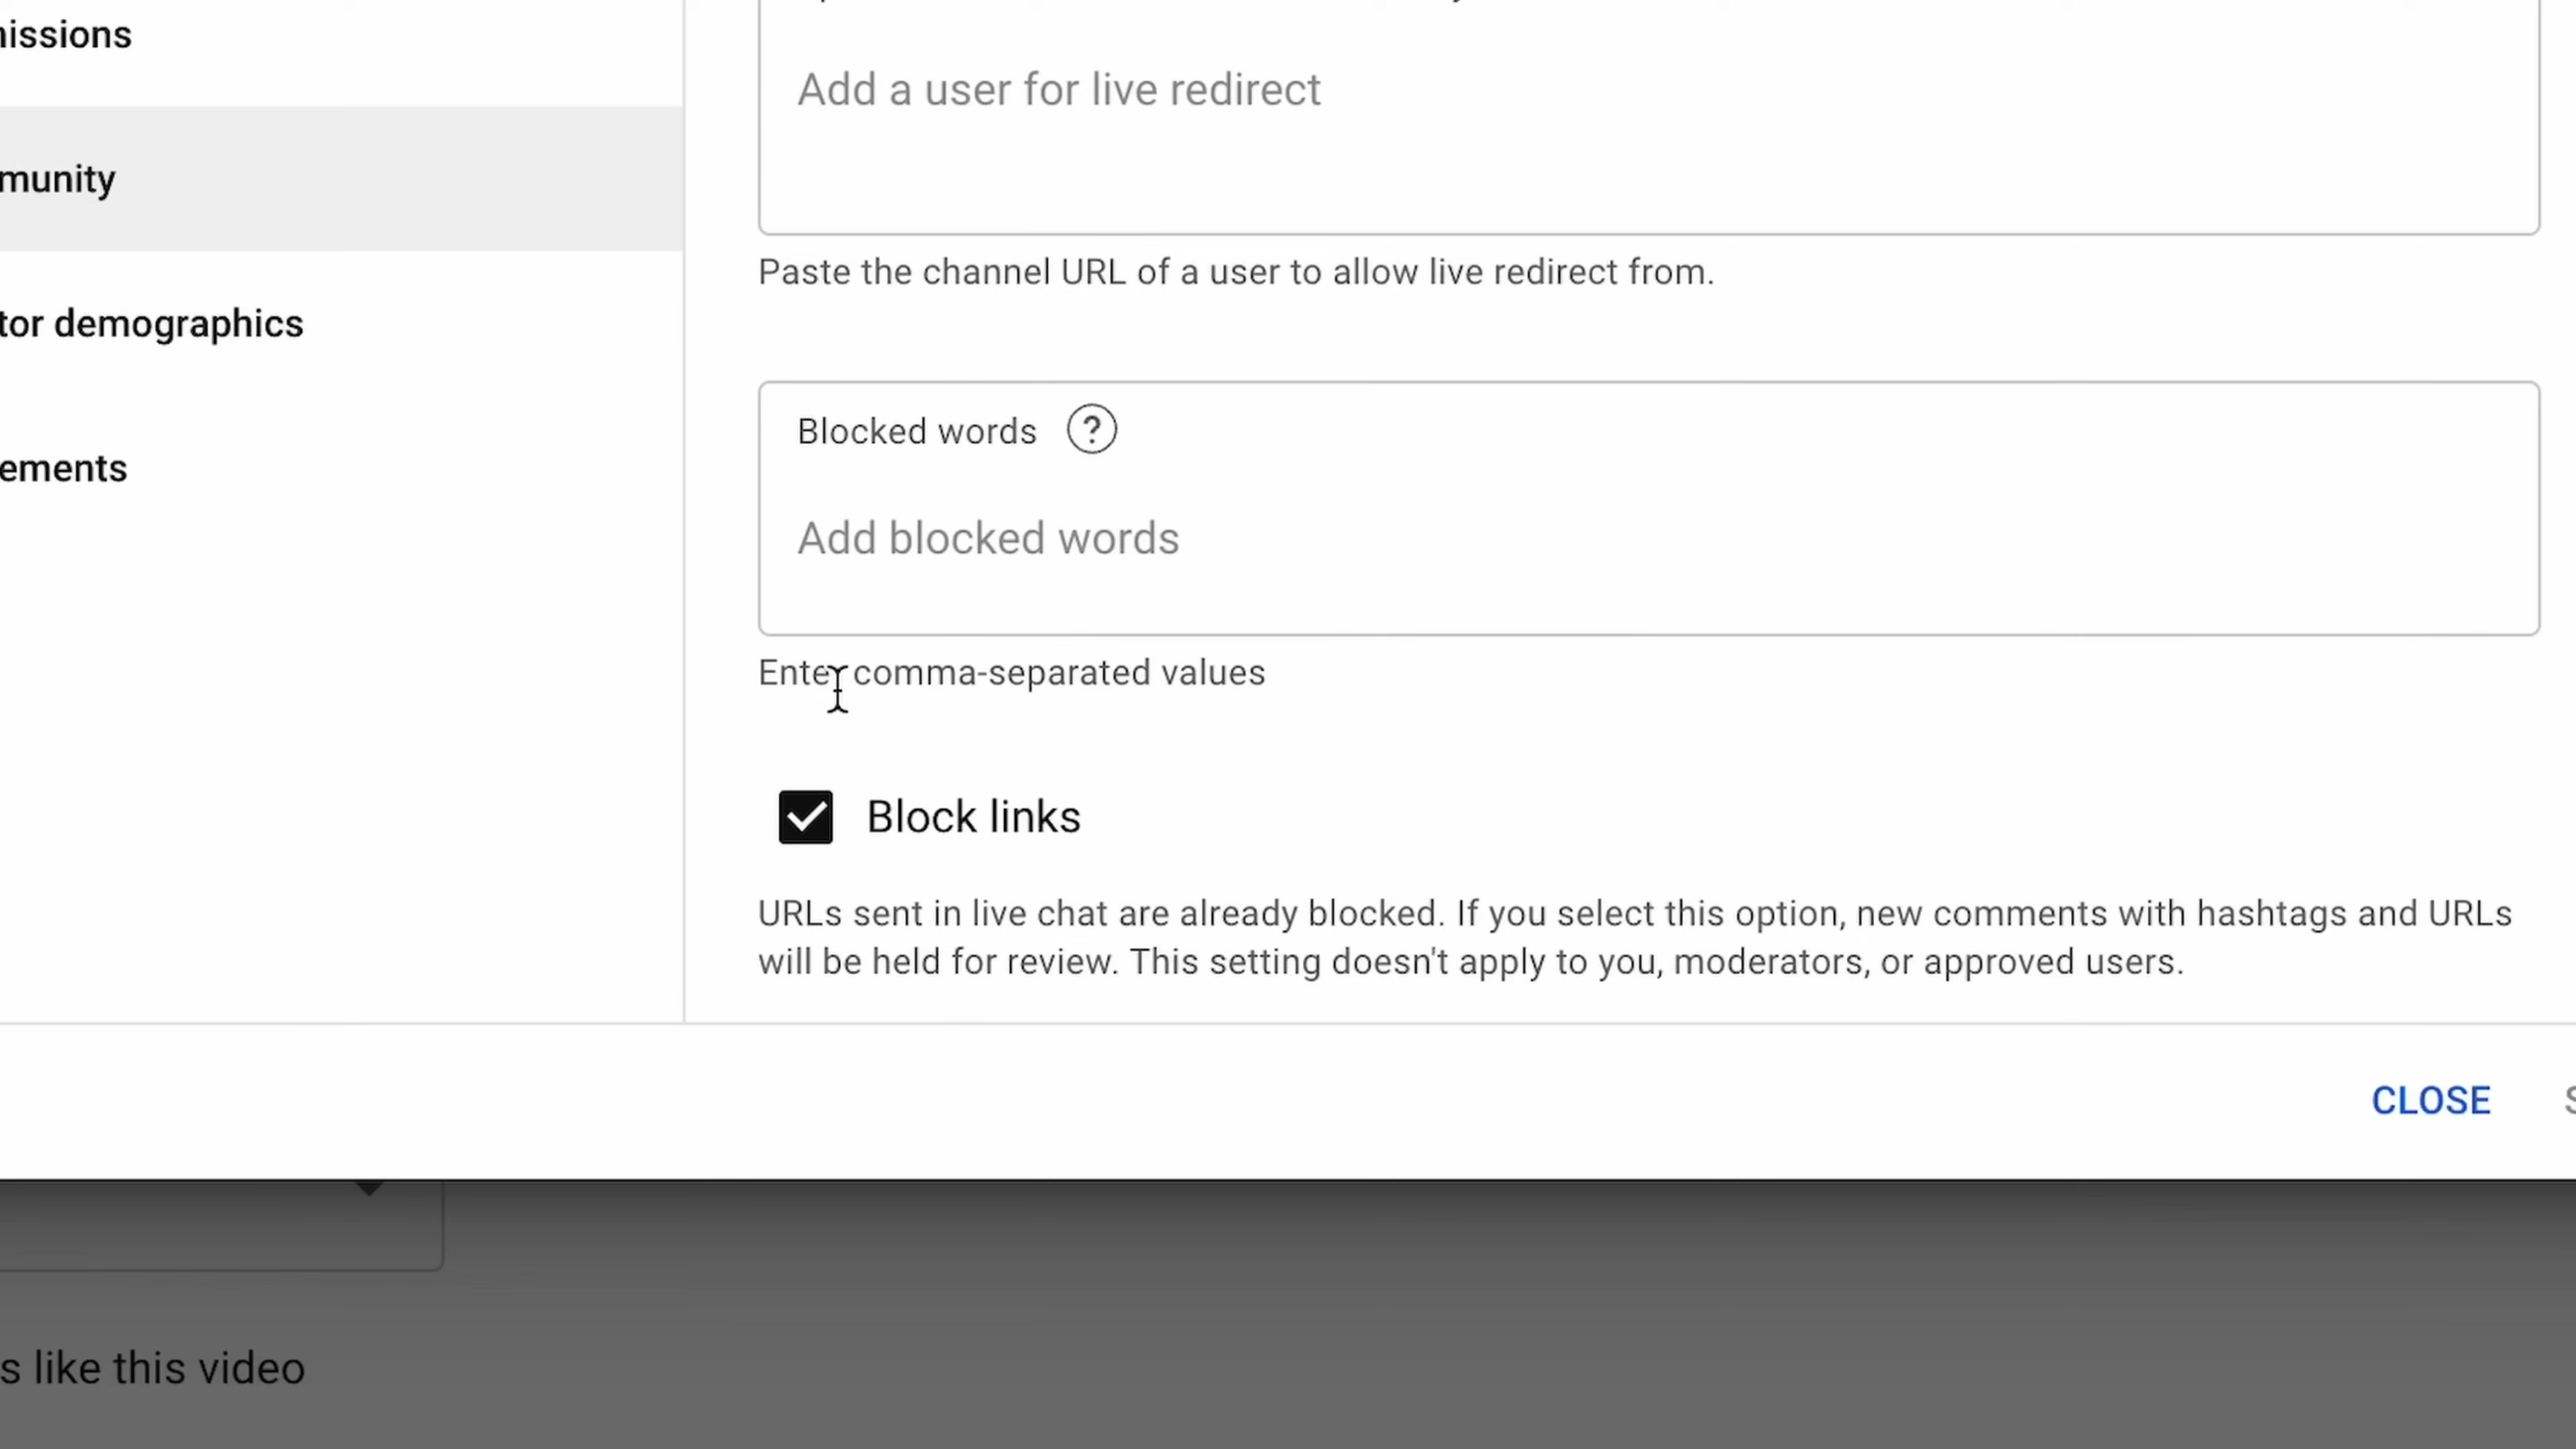 issions
munity
tor demographics
ements
Add a user for live redirect
Paste the channel URL of a user to allow live redirect from.
Blocked words ?
Add blocked words
Enter comma-separated values
Block links
URLs sent in live chat are already blocked. If you select this option, new comments with hashtags and URLs
will be held for review. This setting doesn't apply to you, moderators, or approved users.
CLOSE
s like this video